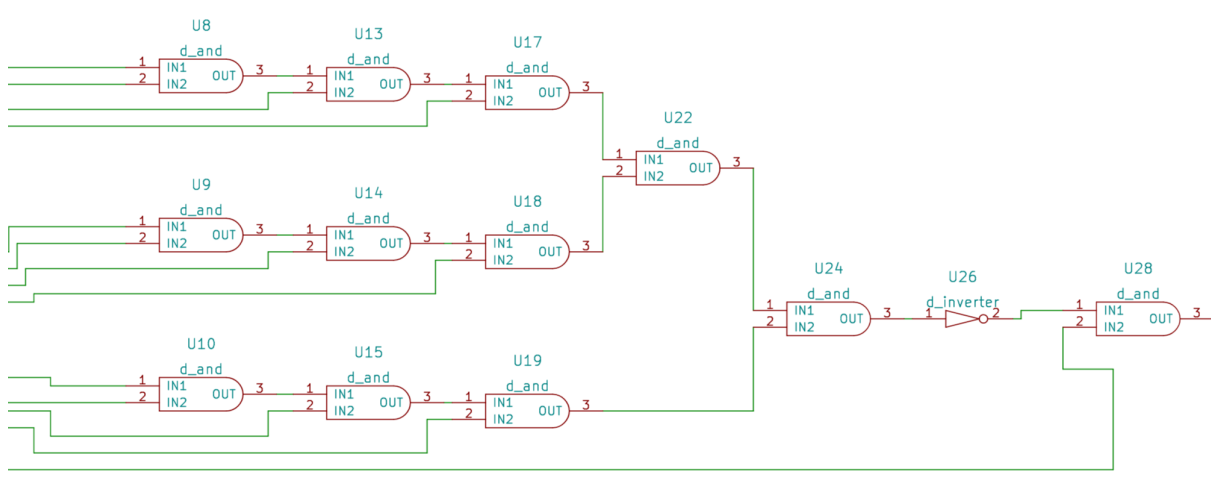 U8
d_and
1 IN1 OUT 3
2 IN2
U13
d_and
1 IN1 OUT 3
2 IN2
U17
d_and
1 IN1 OUT 3
2 IN2
U22
d_and
1 IN1 OUT 3
2 IN2
U9
d_and
1 IN1 OUT 3
2 IN2
U14
d_and
1 IN1 OUT 3
2 IN2
U18
d_and
1 IN1 OUT 3
2 IN2
U24
d_and
1 IN1 OUT 3
2 IN2
U26
d_inverter
1 2
U28
d_and
1 IN1 OUT 3
2 IN2
U10
d_and
1 IN1 OUT 3
2 IN2
U15
d_and
1 IN1 OUT 3
2 IN2
U19
d_and
1 IN1 OUT 3
2 IN2